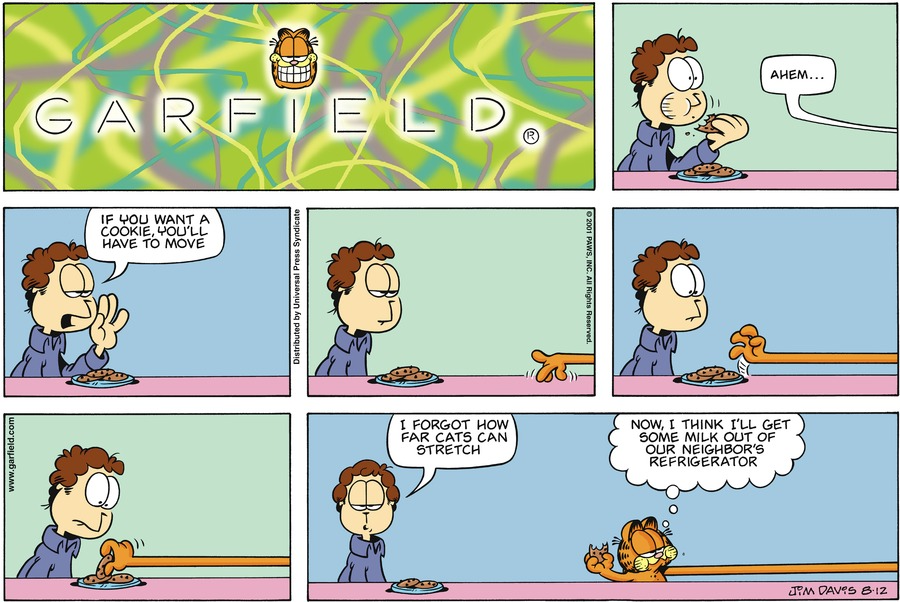 GARFIELD®
AHEM...
IF YOU WANT A
COOKIE, YOU'LL
HAVE TO MOVE
Distributed by Universal Press Syndicate
© 2001 PAWS, INC. All Rights Reserved.
www.garfield.com
I FORGOT HOW
FAR CATS CAN
STRETCH
NOW, I THINK I'LL GET
SOME MILK OUT OF
OUR NEIGHBOR'S
REFRIGERATOR
JIM DAVIS 8·12